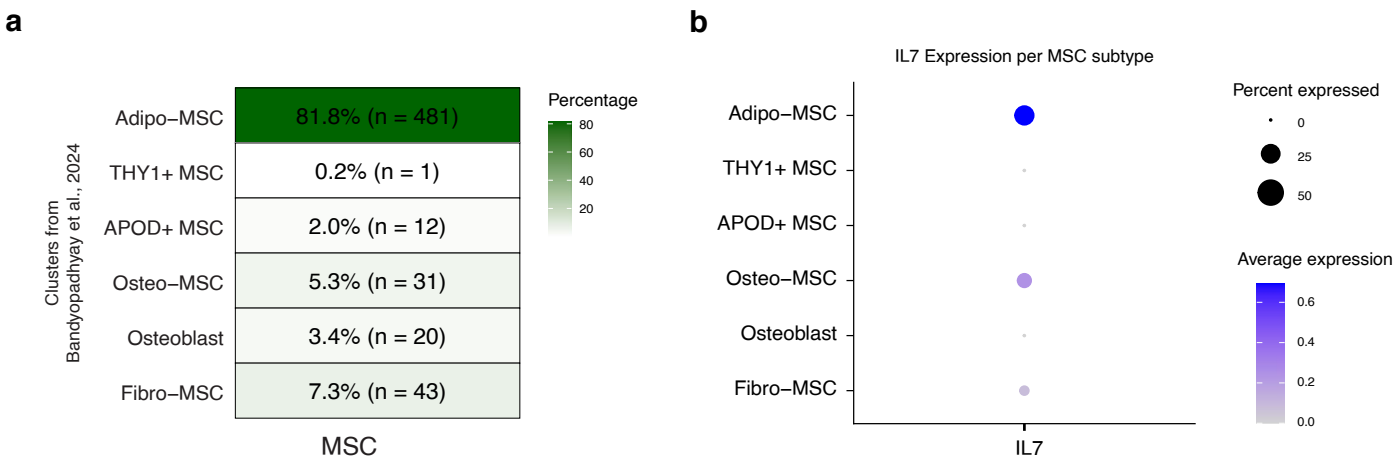 a
Clusters from
Bandyopadhyay et al., 2024
Adipo−MSC
81.8% (n = 481)
THY1+ MSC
0.2% (n = 1)
APOD+ MSC
2.0% (n = 12)
Osteo−MSC
5.3% (n = 31)
Osteoblast
3.4% (n = 20)
Fibro−MSC
7.3% (n = 43)
MSC
Percentage
80
60
40
20
b
IL7 Expression per MSC subtype
Adipo−MSC
THY1+ MSC
APOD+ MSC
Osteo−MSC
Osteoblast
Fibro−MSC
IL7
Percent expressed
0
25
50
Average expression
0.6
0.4
0.2
0.0